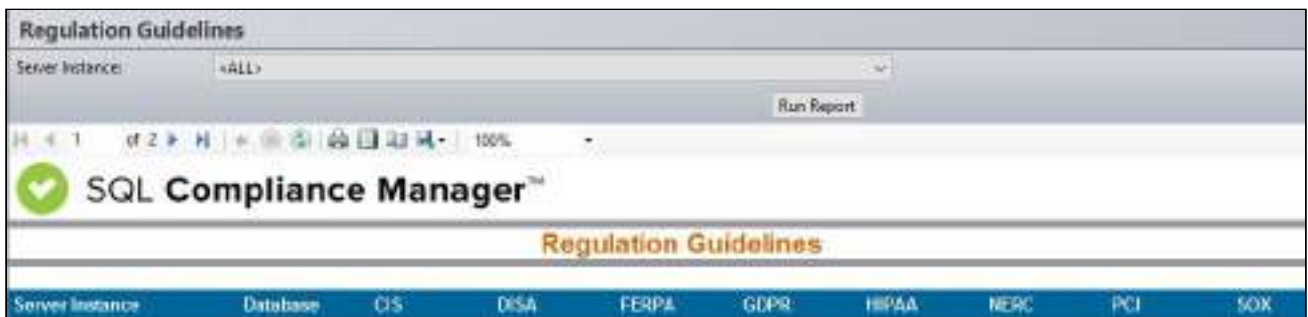 Regulation Guidelines
Server Instance: <ALL>
Run Report
1 of 2 100%
SQL Compliance Manager™
Regulation Guidelines
Server Instance Database CIS DISA FERPA GDPR HIPAA NERC PCI SOX